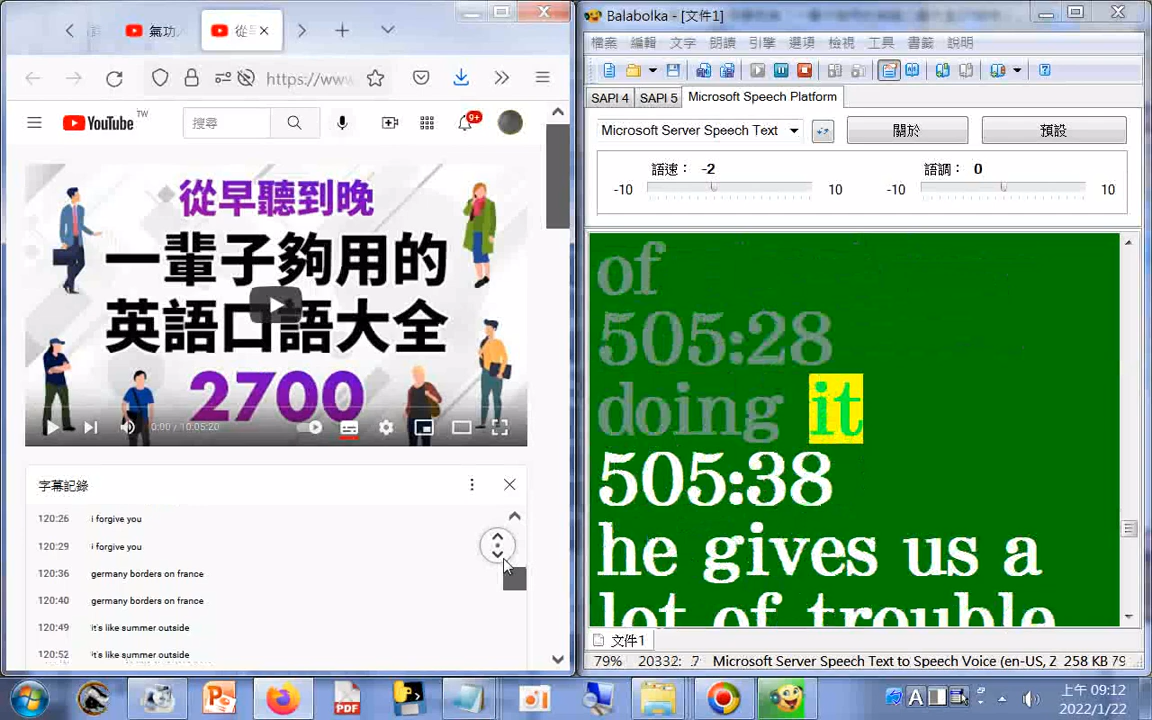 氣功
從
https://www
YouTube TW
搜尋
9+
從早聽到晚
一輩子夠用的
英語口語大全
2700
0:00 / 10:05:20
字幕記錄
120:26 i forgive you
120:29 i forgive you
120:36 germany borders on france
120:40 germany borders on france
120:49 it's like summer outside
120:52 it's like summer outside
Balabolka - [文件1]
檔案 編輯 文字 朗讀 引擎 選項 檢視 工具 書籤 說明
SAPI 4 SAPI 5 Microsoft Speech Platform
Microsoft Server Speech Text 關於 預設
語速： -2 語調： 0
-10 10 -10 10
of
505:28
doing it
505:38
he gives us a
lot of trouble
文件1
79% 20332: 7 Microsoft Server Speech Text to Speech Voice (en-US, Z 258 KB 79
PDF
A
上午 09:12
2022/1/22